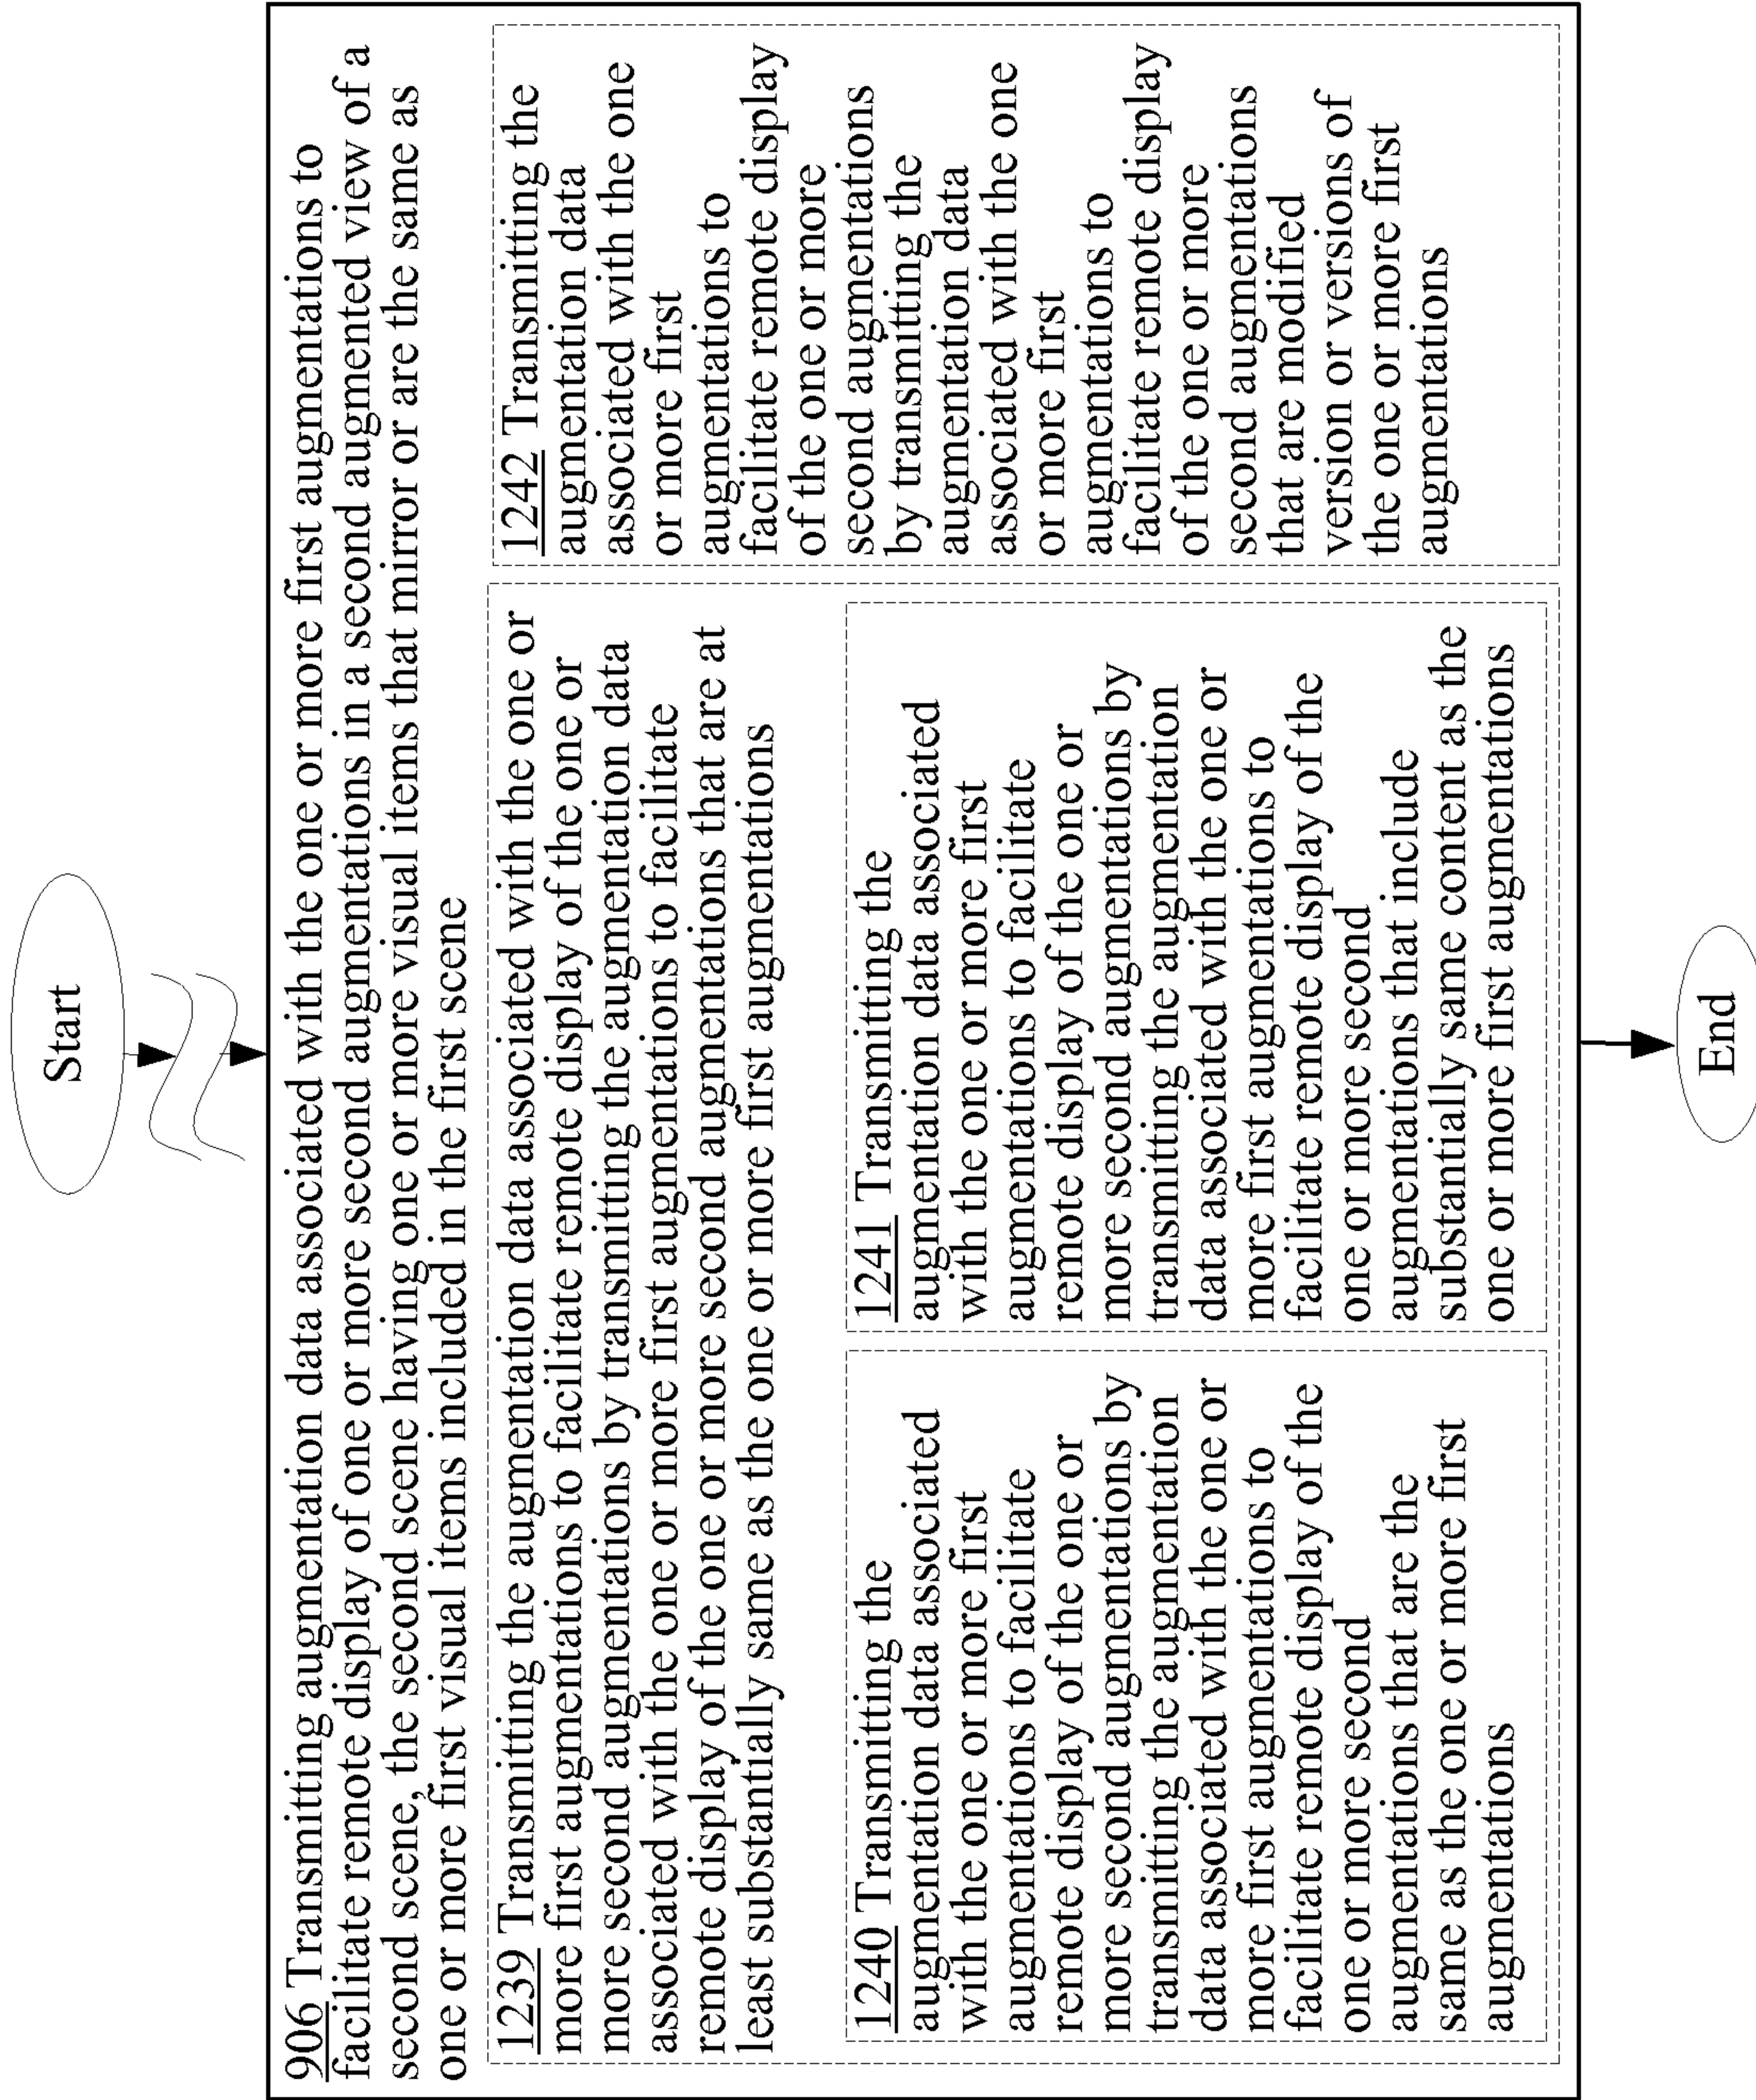 Start
906 Transmitting augmentation data associated with the one or more first augmentations to
facilitate remote display of one or more second augmentations in a second augmented view of a
second scene, the second scene having one or more visual items that mirror or are the same as
one or more first visual items included in the first scene
1239 Transmitting the augmentation data associated with the one or
more first augmentations to facilitate remote display of the one or
more second augmentations by transmitting the augmentation data
associated with the one or more first augmentations to facilitate
remote display of the one or more second augmentations that are at
least substantially same as the one or more first augmentations
1240 Transmitting the
augmentation data associated
with the one or more first
augmentations to facilitate
remote display of the one or
more second augmentations by
transmitting the augmentation
data associated with the one or
more first augmentations to
facilitate remote display of the
one or more second
augmentations that are the
same as the one or more first
augmentations
1241 Transmitting the
augmentation data associated
with the one or more first
augmentations to facilitate
remote display of the one or
more second augmentations by
transmitting the augmentation
data associated with the one or
more first augmentations to
facilitate remote display of the
one or more second
augmentations that include
substantially same content as the
one or more first augmentations
1242 Transmitting the
augmentation data
associated with the one
or more first
augmentations to
facilitate remote display
of the one or more
second augmentations
by transmitting the
augmentation data
associated with the one
or more first
augmentations to
facilitate remote display
of the one or more
second augmentations
that are modified
version or versions of
the one or more first
augmentations
End